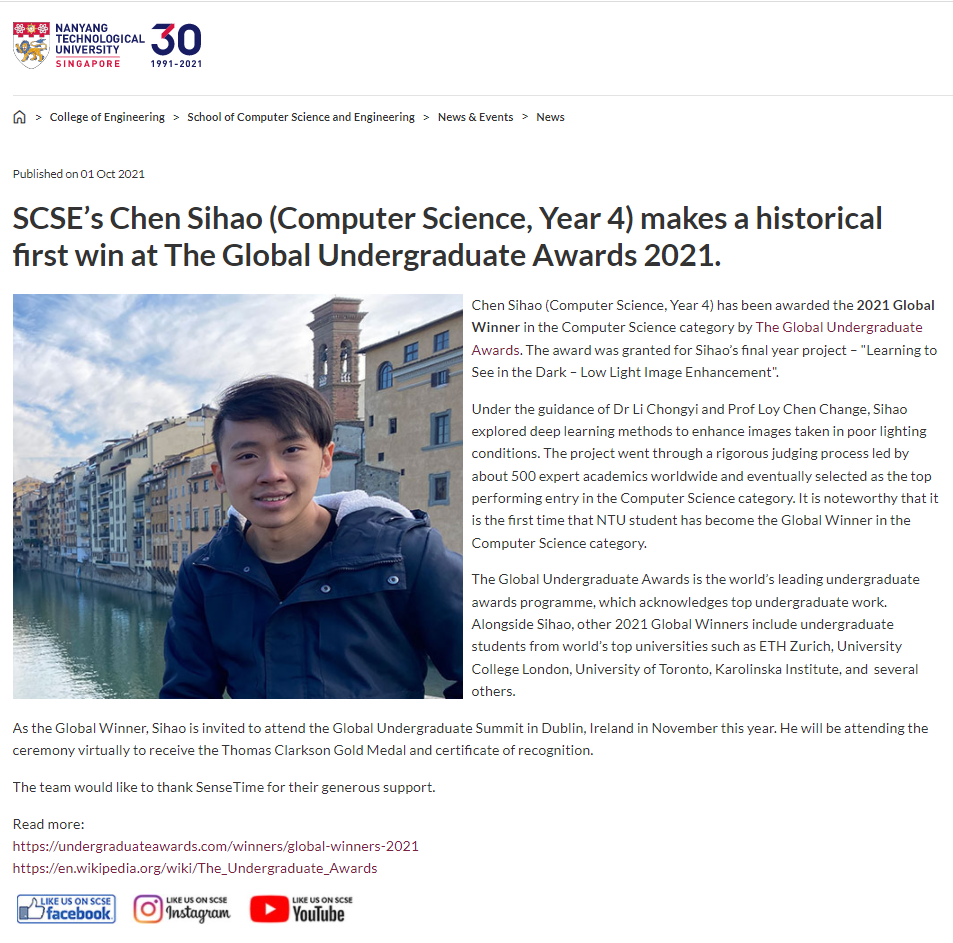 NANYANG
TECHNOLOGICAL
UNIVERSITY
SINGAPORE
30
1991-2021
> College of Engineering > School of Computer Science and Engineering > News & Events > News
Published on 01 Oct 2021
SCSE’s Chen Sihao (Computer Science, Year 4) makes a historical
first win at The Global Undergraduate Awards 2021.
Chen Sihao (Computer Science, Year 4) has been awarded the 2021 Global
Winner in the Computer Science category by The Global Undergraduate
Awards. The award was granted for Sihao’s final year project – "Learning to
See in the Dark – Low Light Image Enhancement".
Under the guidance of Dr Li Chongyi and Prof Loy Chen Change, Sihao
explored deep learning methods to enhance images taken in poor lighting
conditions. The project went through a rigorous judging process led by
about 500 expert academics worldwide and eventually selected as the top
performing entry in the Computer Science category. It is noteworthy that it
is the first time that NTU student has become the Global Winner in the
Computer Science category.
The Global Undergraduate Awards is the world’s leading undergraduate
awards programme, which acknowledges top undergraduate work.
Alongside Sihao, other 2021 Global Winners include undergraduate
students from world’s top universities such as ETH Zurich, University
College London, University of Toronto, Karolinska Institute, and several
others.
As the Global Winner, Sihao is invited to attend the Global Undergraduate Summit in Dublin, Ireland in November this year. He will be attending the
ceremony virtually to receive the Thomas Clarkson Gold Medal and certificate of recognition.
The team would like to thank SenseTime for their generous support.
Read more:
https://undergraduateawards.com/winners/global-winners-2021
https://en.wikipedia.org/wiki/The_Undergraduate_Awards
LIKE US ON SCSE
facebook
LIKE US ON SCSE
Instagram
LIKE US ON SCSE
YouTube